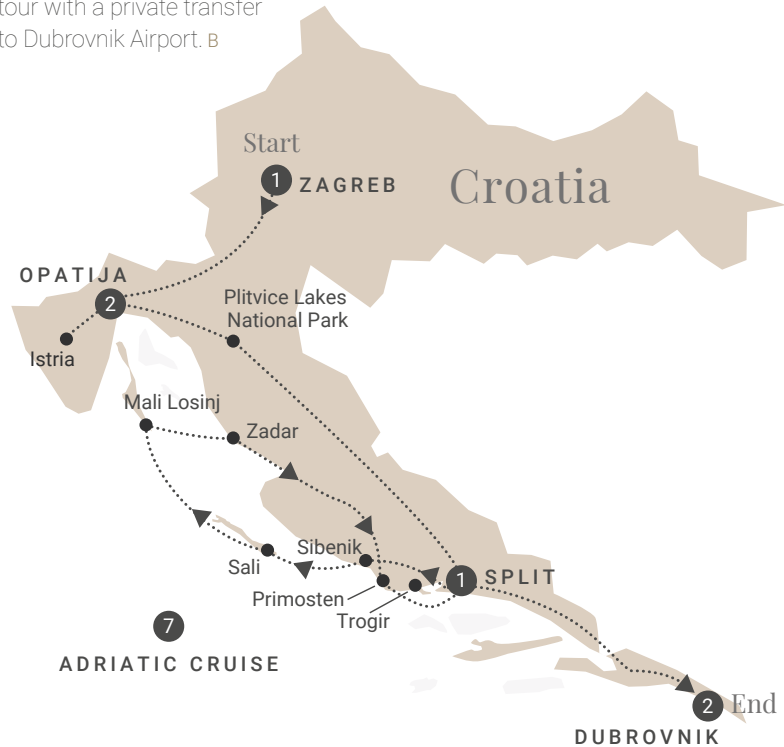 tour with a private transfer
to Dubrovnik Airport. B
Start
1 ZAGREB
Croatia
OPATIJA
2
Plitvice Lakes
National Park
Istria
Mali Losinj
Zadar
Sibenik
Sali
1 SPLIT
Primosten
Trogir
7
ADRIATIC CRUISE
2 End
DUBROVNIK